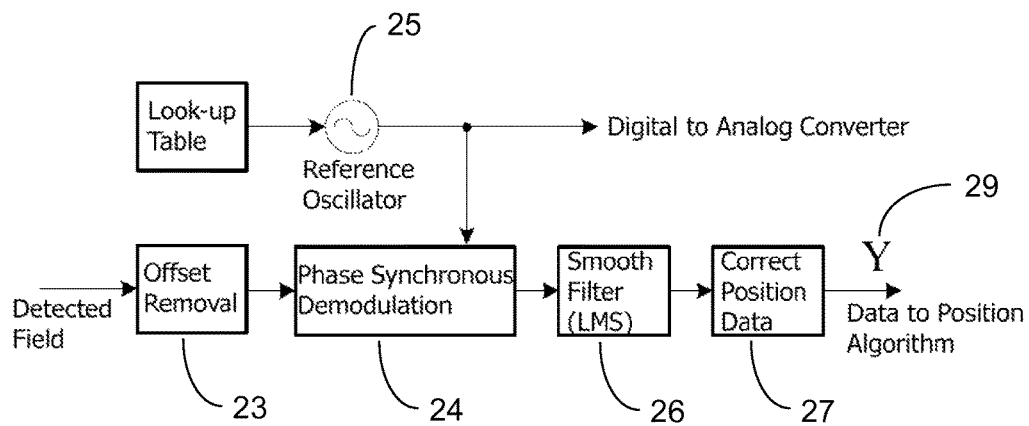 25
Look-up
Table
Digital to Analog Converter
Reference
Oscillator
29
Y
Offset
Removal
Phase Synchronous
Demodulation
Smooth
Filter
(LMS)
Correct
Position
Data
Detected
Field
Data to Position
Algorithm
23
24
26
27